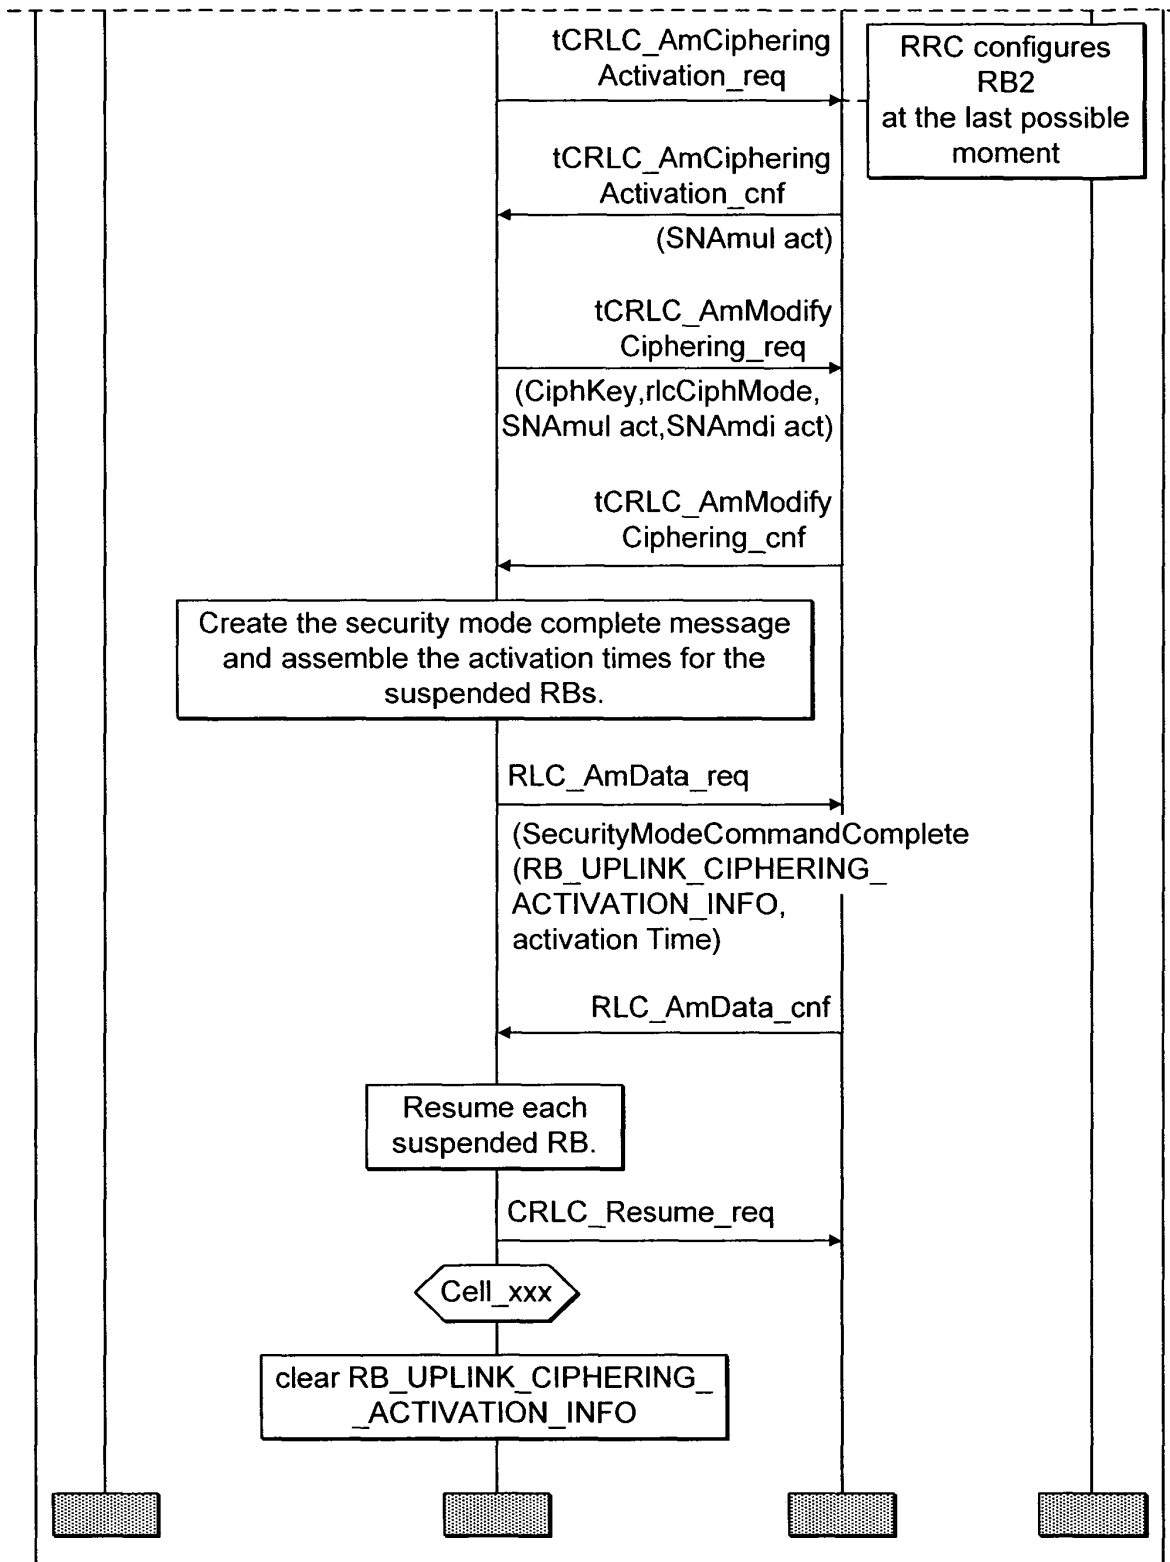 tCRLC_AmCiphering
Activation_req
RRC configures
RB2
at the last possible
moment
tCRLC_AmCiphering
Activation_cnf
(SNAmul act)
tCRLC_AmModify
Ciphering_req
(CiphKey,rlcCiphMode,
SNAmul act,SNAmdi act)
tCRLC_AmModify
Ciphering_cnf
Create the security mode complete message
and assemble the activation times for the
suspended RBs.
RLC_AmData_req
(SecurityModeCommandComplete
(RB_UPLINK_CIPHERING_
ACTIVATION_INFO,
activation Time)
RLC_AmData_cnf
Resume each
suspended RB.
CRLC_Resume_req
Cell_xxx
clear RB_UPLINK_CIPHERING_
_ACTIVATION_INFO